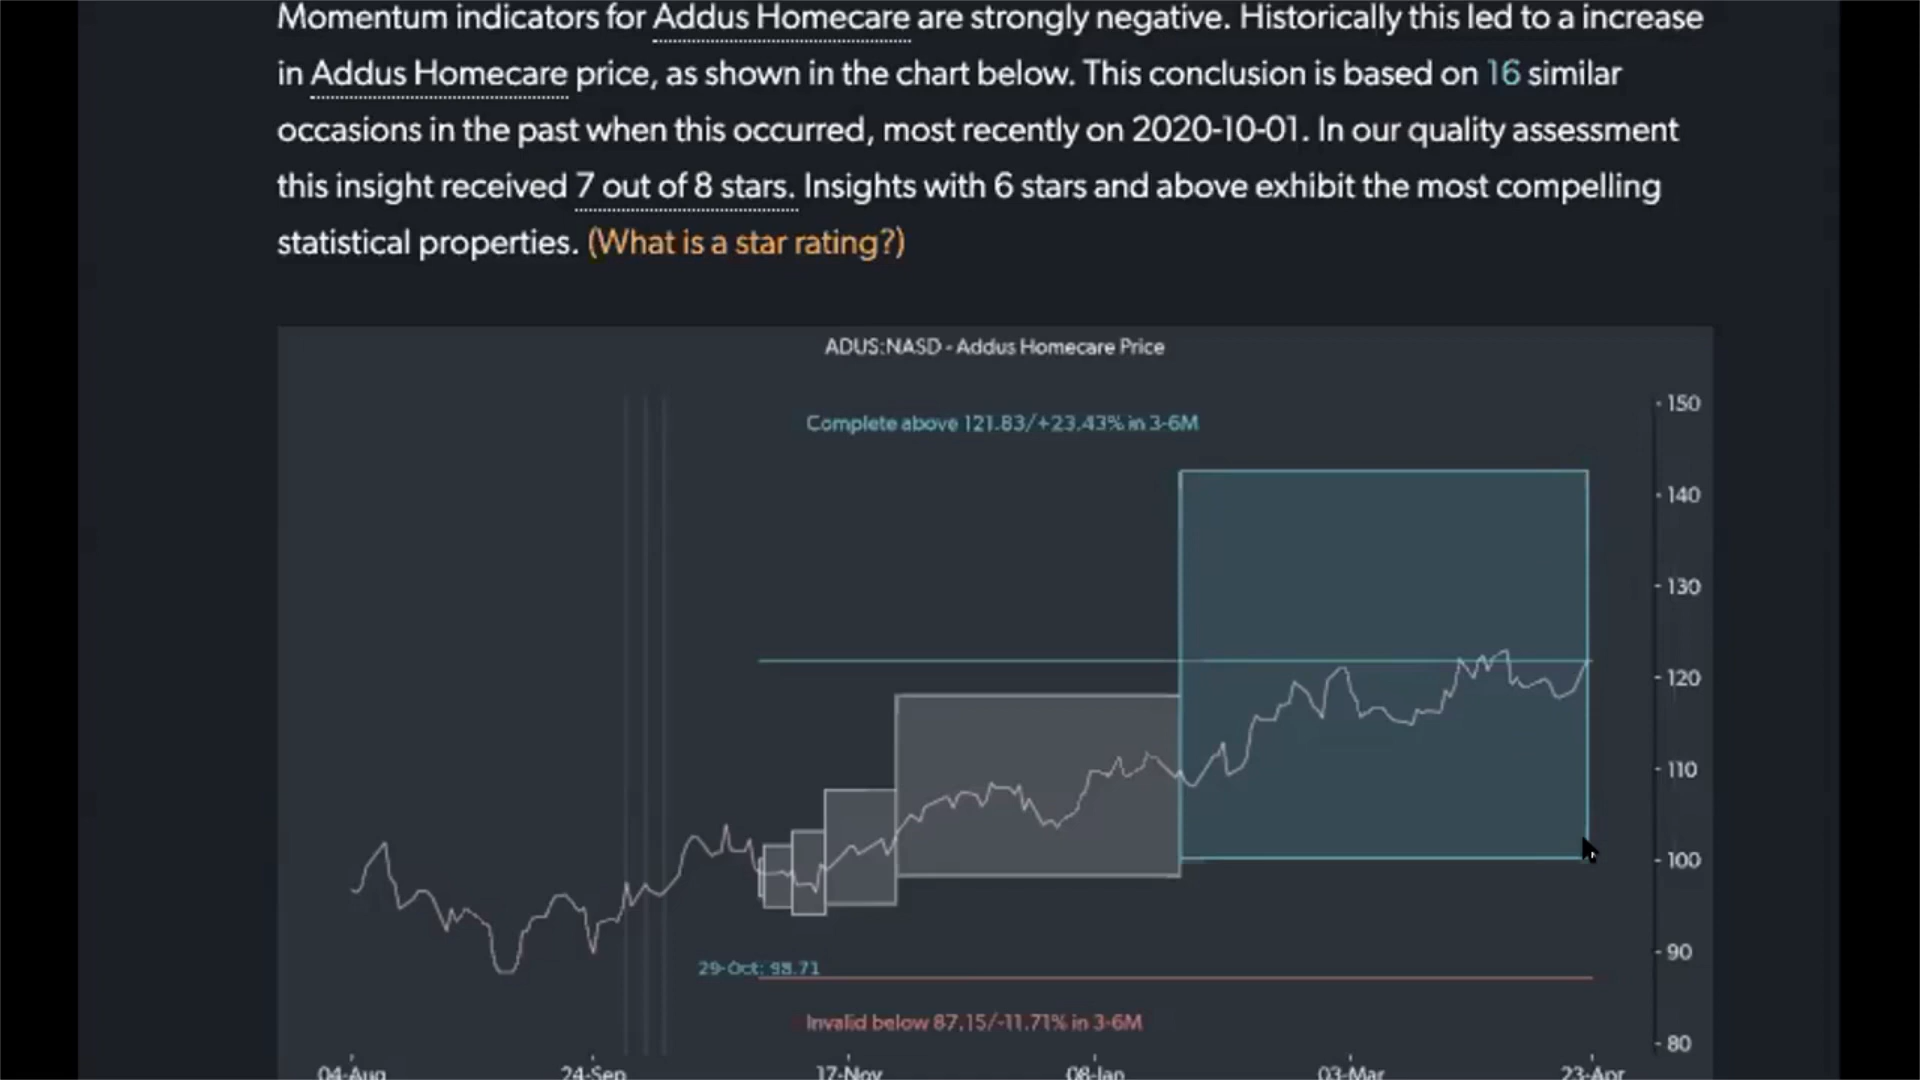 Momentum indicators for Addus Homecare are strongly negative. Historically this led to a increase
in Addus Homecare price, as shown in the chart below. This conclusion is based on 16 similar
occasions in the past when this occurred, most recently on 2020-10-01. In our quality assessment
this insight received 7 out of 8 stars. Insights with 6 stars and above exhibit the most compelling
statistical properties. (What is a star rating?)
ADUS:NASD - Addus Homecare Price
Complete above 121.83/+23.43% in 3-6M
150
140
130
120
110
100
90
80
29-Oct: 98.71
Invalid below 87.15/-11.71% in 3-6M
04-Aug 24-Sep 17-Nov 08-Jan 03-Mar 23-Apr